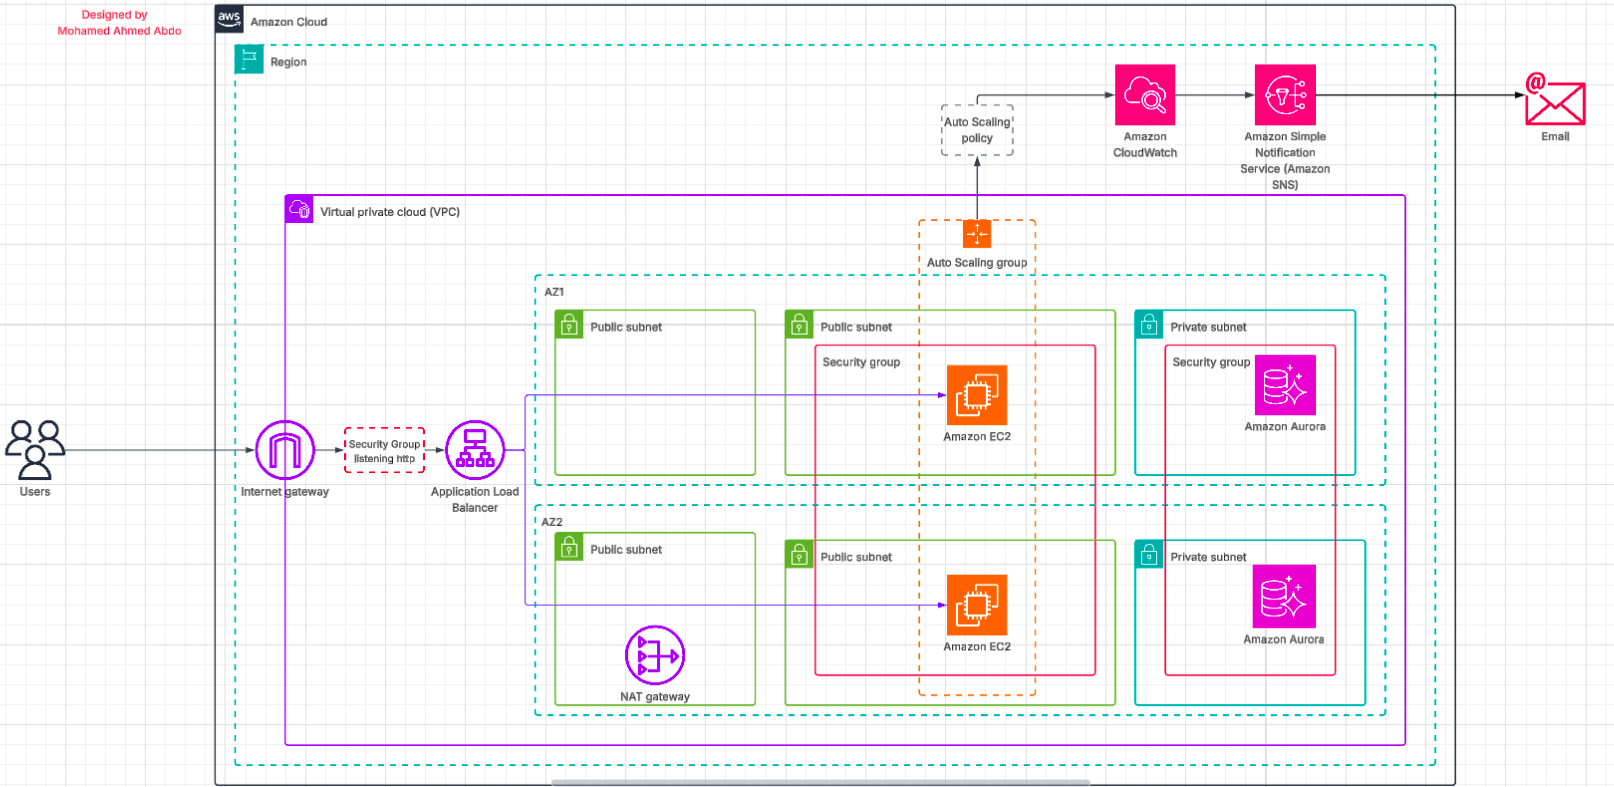 Designed by
Mohamed Ahmed Abdo
aws
Amazon Cloud
Region
Auto Scaling
policy
Amazon
CloudWatch
Amazon Simple
Notification
Service (Amazon
SNS)
@
Email
Virtual private cloud (VPC)
Auto Scaling group
AZ1
Public subnet
Public subnet
Private subnet
Security group
Security group
Amazon EC2
Amazon Aurora
Users
Internet gateway
Security Group
listening http
Application Load
Balancer
AZ2
Public subnet
Public subnet
Private subnet
Amazon EC2
Amazon Aurora
NAT gateway